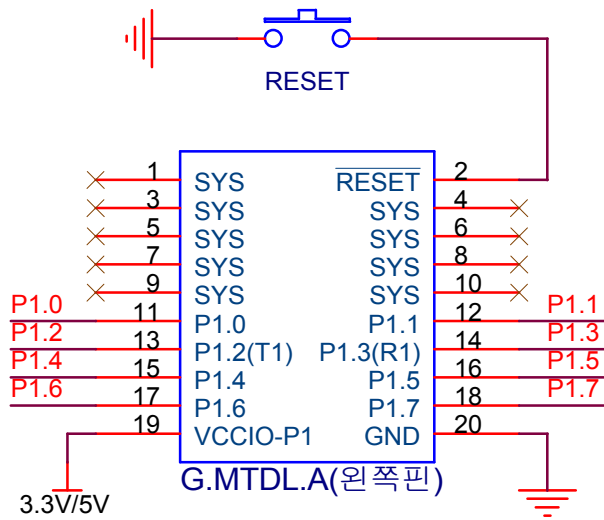 RESET
1 SYS RESET 2
3 SYS SYS 4
5 SYS SYS 6
7 SYS SYS 8
9 SYS SYS 10
P1.0 11 P1.0 P1.1 12 P1.1
P1.2 13 P1.2(T1) P1.3(R1) 14 P1.3
P1.4 15 P1.4 P1.5 16 P1.5
P1.6 17 P1.6 P1.7 18 P1.7
19 VCCIO-P1 GND 20
G.MTDL.A(왼쪽핀)
3.3V/5V